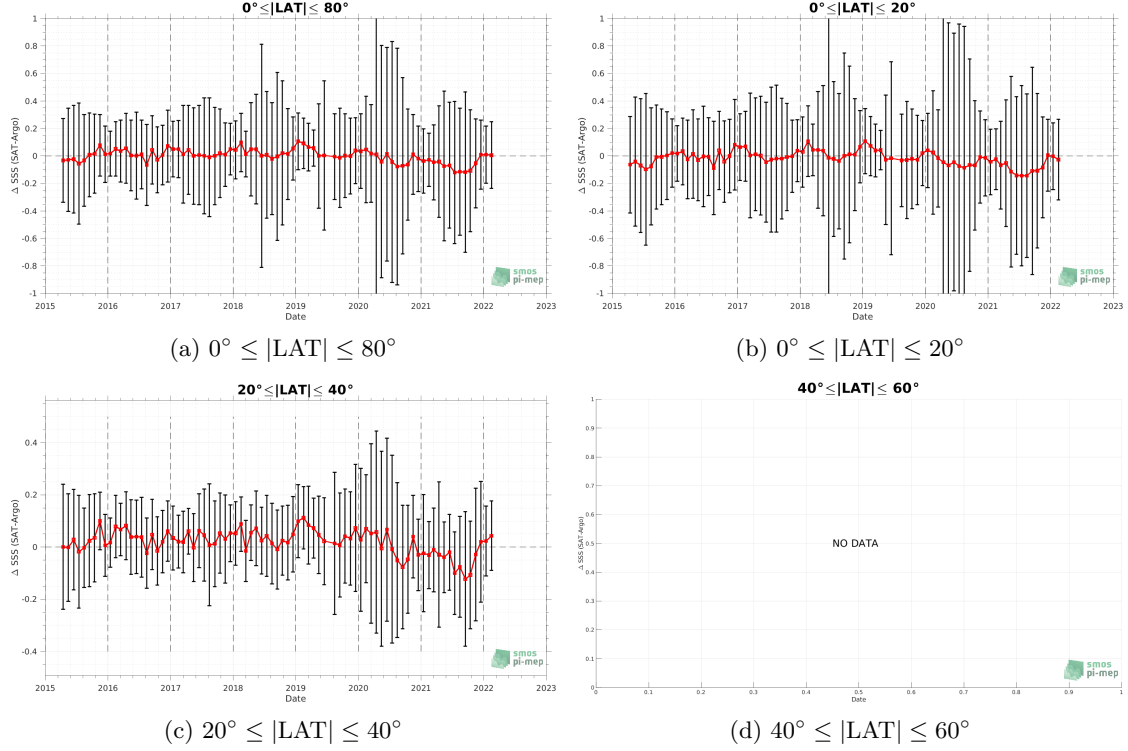 0°≤|LAT|≤ 80°
Δ SSS (SAT-Argo)
1
0.8
0.6
0.4
0.2
0
-0.2
-0.4
-0.6
-0.8
-1
2015 2016 2017 2018 2019 2020 2021 2022 2023
Date
smos
pi-mep
(a) 0° ≤ |LAT| ≤ 80°
0°≤|LAT|≤ 20°
Δ SSS (SAT-Argo)
1
0.8
0.6
0.4
0.2
0
-0.2
-0.4
-0.6
-0.8
-1
2015 2016 2017 2018 2019 2020 2021 2022 2023
Date
smos
pi-mep
(b) 0° ≤ |LAT| ≤ 20°
20°≤|LAT|≤ 40°
Δ SSS (SAT-Argo)
0.4
0.2
0
-0.2
-0.4
2015 2016 2017 2018 2019 2020 2021 2022 2023
Date
smos
pi-mep
(c) 20° ≤ |LAT| ≤ 40°
40°≤|LAT|≤ 60°
Δ SSS (SAT-Argo)
1
0.9
0.8
0.7
0.6
0.5
0.4
0.3
0.2
0.1
0
NO DATA
0 0.1 0.2 0.3 0.4 0.5 0.6 0.7 0.8 0.9 1
Date
smos
pi-mep
(d) 40° ≤ |LAT| ≤ 60°